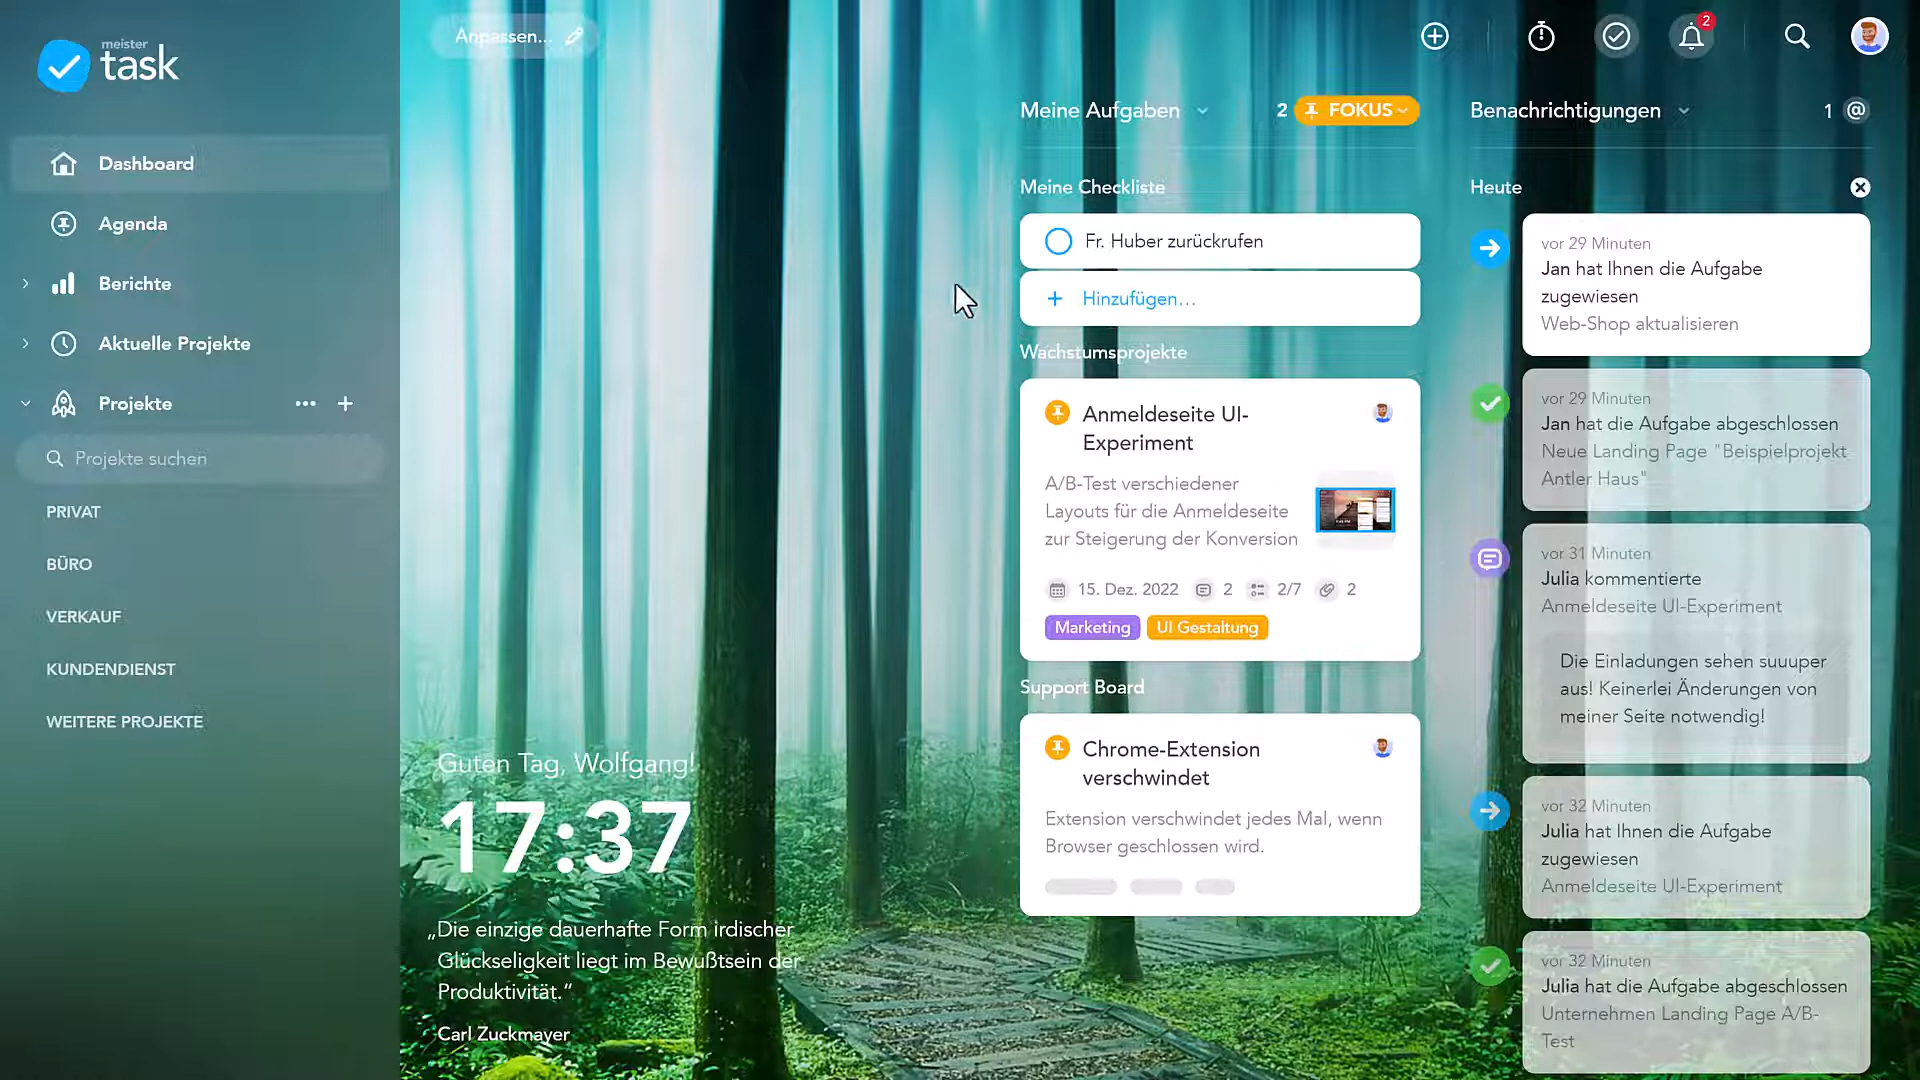 meister
task
Dashboard
Agenda
Berichte
Aktuelle Projekte
Projekte
Projekte suchen
PRIVAT
BÜRO
VERKAUF
KUNDENDIENST
WEITERE PROJEKTE
Anpassen...
Guten Tag, Wolfgang!
17:37
„Die einzige dauerhafte Form irdischer
Glückseligkeit liegt im Bewußtsein der
Produktivität.“
Carl Zuckmayer
Meine Aufgaben
2
FOKUS
Meine Checkliste
Fr. Huber zurückrufen
Hinzufügen...
Wachstumsprojekte
Anmeldeseite UI-
Experiment
A/B-Test verschiedener
Layouts für die Anmeldeseite
zur Steigerung der Konversion
15. Dez. 2022
2
2/7
2
Marketing
UI Gestaltung
Support Board
Chrome-Extension
verschwindet
Extension verschwindet jedes Mal, wenn
Browser geschlossen wird.
2
Benachrichtigungen
1 @
Heute
vor 29 Minuten
Jan hat Ihnen die Aufgabe
zugewiesen
Web-Shop aktualisieren
vor 29 Minuten
Jan hat die Aufgabe abgeschlossen
Neue Landing Page "Beispielprojekt
Antler Haus"
vor 31 Minuten
Julia kommentierte
Anmeldeseite UI-Experiment
Die Einladungen sehen suuuper
aus! Keinerlei Änderungen von
meiner Seite notwendig!
vor 32 Minuten
Julia hat Ihnen die Aufgabe
zugewiesen
Anmeldeseite UI-Experiment
vor 32 Minuten
Julia hat die Aufgabe abgeschlossen
Unternehmen Landing Page A/B-
Test